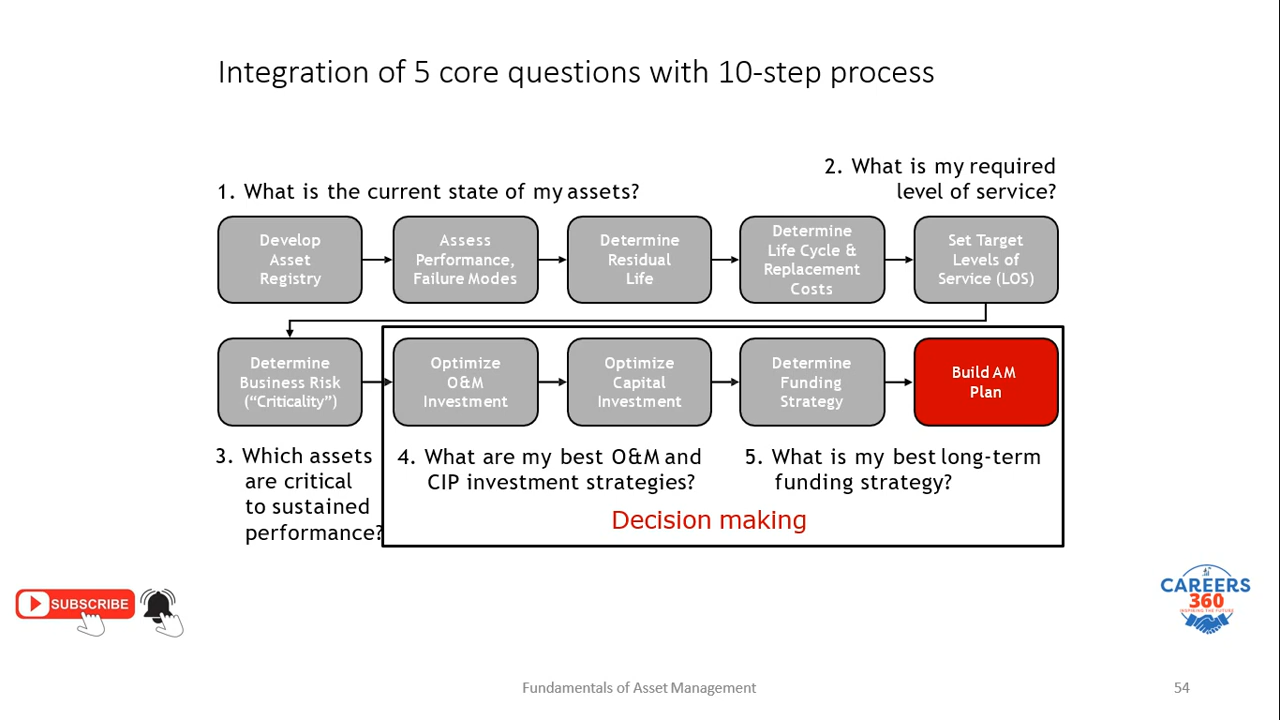 Integration of 5 core questions with 10-step process
1. What is the current state of my assets?
2. What is my required
level of service?
Develop
Asset
Registry
Assess
Performance,
Failure Modes
Determine
Residual
Life
Determine
Life Cycle &
Replacement
Costs
Set Target
Levels of
Service (LOS)
Determine
Business Risk
(“Criticality”)
Optimize
O&M
Investment
Optimize
Capital
Investment
Determine
Funding
Strategy
Build AM
Plan
3. Which assets
are critical
to sustained
performance?
4. What are my best O&M and
CIP investment strategies?
5. What is my best long-term
funding strategy?
Decision making
SUBSCRIBE
CAREERS
360
INSPIRING THE FUTURE
Fundamentals of Asset Management
54